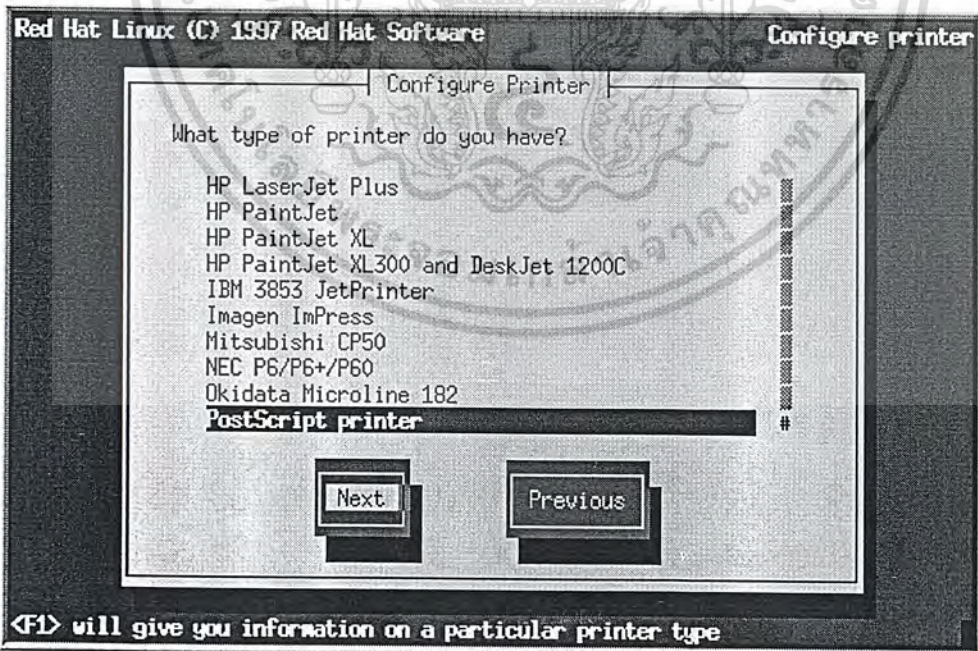 Red Hat Linux (C) 1997 Red Hat Software
Configure printer
Configure Printer
What type of printer do you have?
HP LaserJet Plus
HP PaintJet
HP PaintJet XL
HP PaintJet XL300 and DeskJet 1200C
IBM 3853 JetPrinter
Imagen ImPress
Mitsubishi CP50
NEC P6/P6+/P60
Okidata Microline 182
PostScript printer #
Next
Previous
<F1> will give you information on a particular printer type